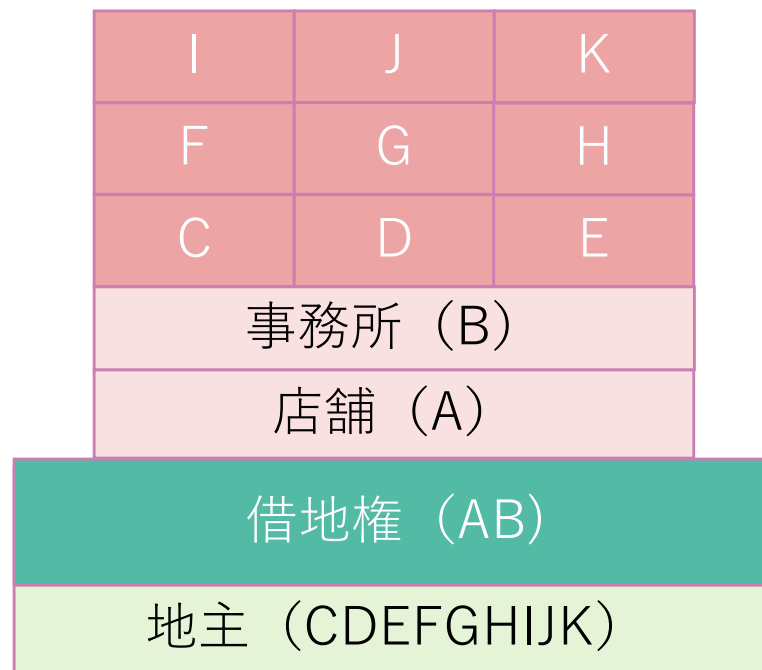 I J K
F G H
C D E
事務所（B）
店舗（A）
借地権（AB）
地主（CDEFGHIJK）